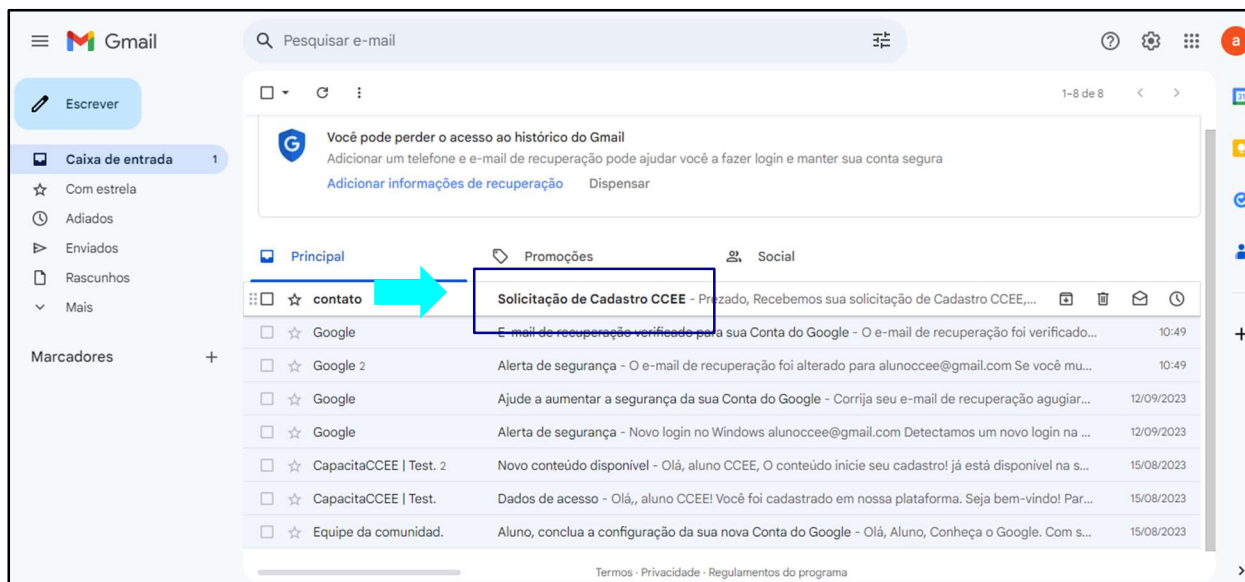 Gmail
Pesquisar e-mail
a
Escrever
1–8 de 8
Você pode perder o acesso ao histórico do Gmail
Adicionar um telefone e e-mail de recuperação pode ajudar você a fazer login e manter sua conta segura
Adicionar informações de recuperação Dispensar
Caixa de entrada 1
Com estrela
Adiados
Enviados
Rascunhos
Mais
Marcadores
Principal Promoções Social
contato Solicitação de Cadastro CCEE - Prezado, Recebemos sua solicitação de Cadastro CCEE,...
Google E-mail de recuperação verificado para sua Conta do Google - O e-mail de recuperação foi verificado... 10:49
Google 2 Alerta de segurança - O e-mail de recuperação foi alterado para alunoccee@gmail.com Se você mu... 10:49
Google Ajude a aumentar a segurança da sua Conta do Google - Corrija seu e-mail de recuperação agugiar... 12/09/2023
Google Alerta de segurança - Novo login no Windows alunoccee@gmail.com Detectamos um novo login na ... 12/09/2023
CapacitaCCEE | Test. 2 Novo conteúdo disponível - Olá, aluno CCEE, O conteúdo inicie seu cadastro! já está disponível na s... 15/08/2023
CapacitaCCEE | Test. Dados de acesso - Olá,, aluno CCEE! Você foi cadastrado em nossa plataforma. Seja bem-vindo! Par... 15/08/2023
Equipe da comunidad. Aluno, conclua a configuração da sua nova Conta do Google - Olá, Aluno, Conheça o Google. Com s... 15/08/2023
Termos · Privacidade · Regulamentos do programa